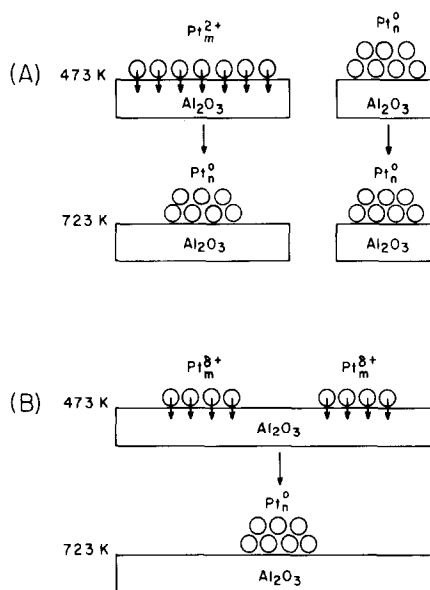 (A)
Pt_m^{2+}
Pt_n^0
473 K
Al₂O₃
Al₂O₃
Pt_n^0
Pt_n^0
723 K
Al₂O₃
Al₂O₃
(B)
Pt_m^{δ+}
Pt_m^{δ+}
473 K
Al₂O₃
Pt_n^0
723 K
Al₂O₃